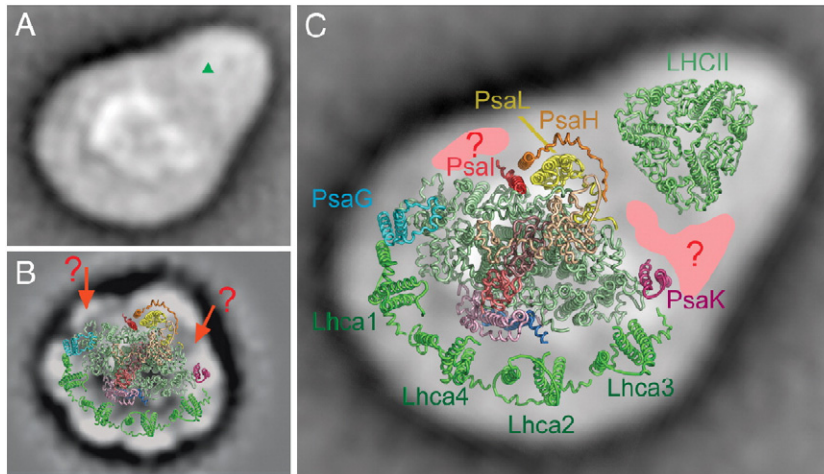 A
B
?
?
C
LHCII
PsaL
PsaH
?
PsaI
PsaG
?
PsaK
Lhca1
Lhca4
Lhca3
Lhca2